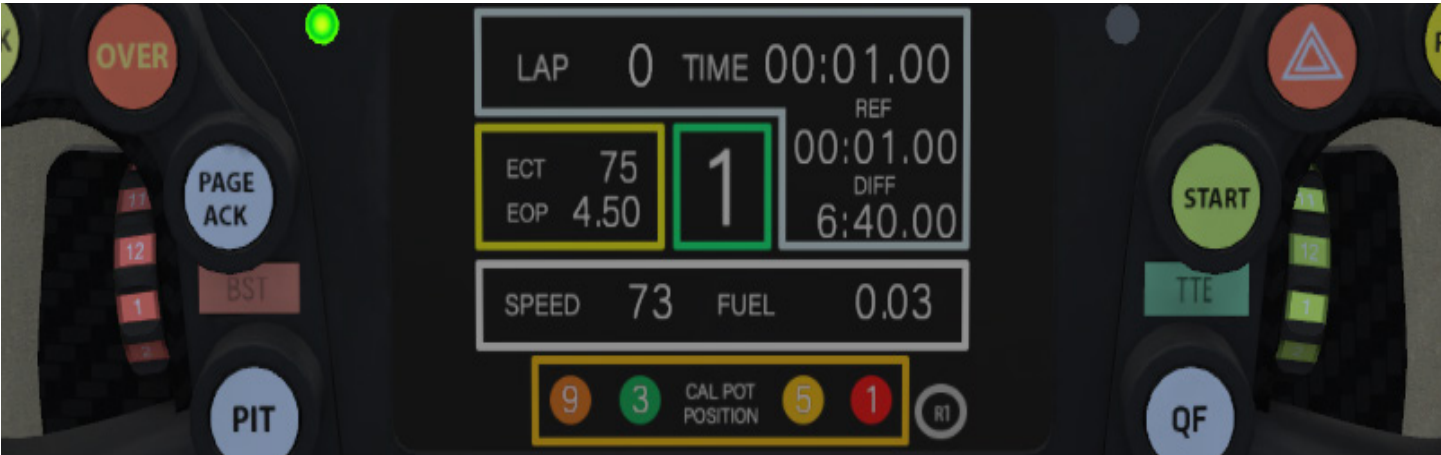 OVER
LAP 0 TIME 00:01.00
REF
00:01.00
DIFF
6:40.00
ECT 75
EOP 4.50
1
PAGE
ACK
START
11
12
1
2
11
12
1
BST
TTE
SPEED 73 FUEL 0.03
9 3 CAL POT
POSITION 5 1
R1
PIT
QF